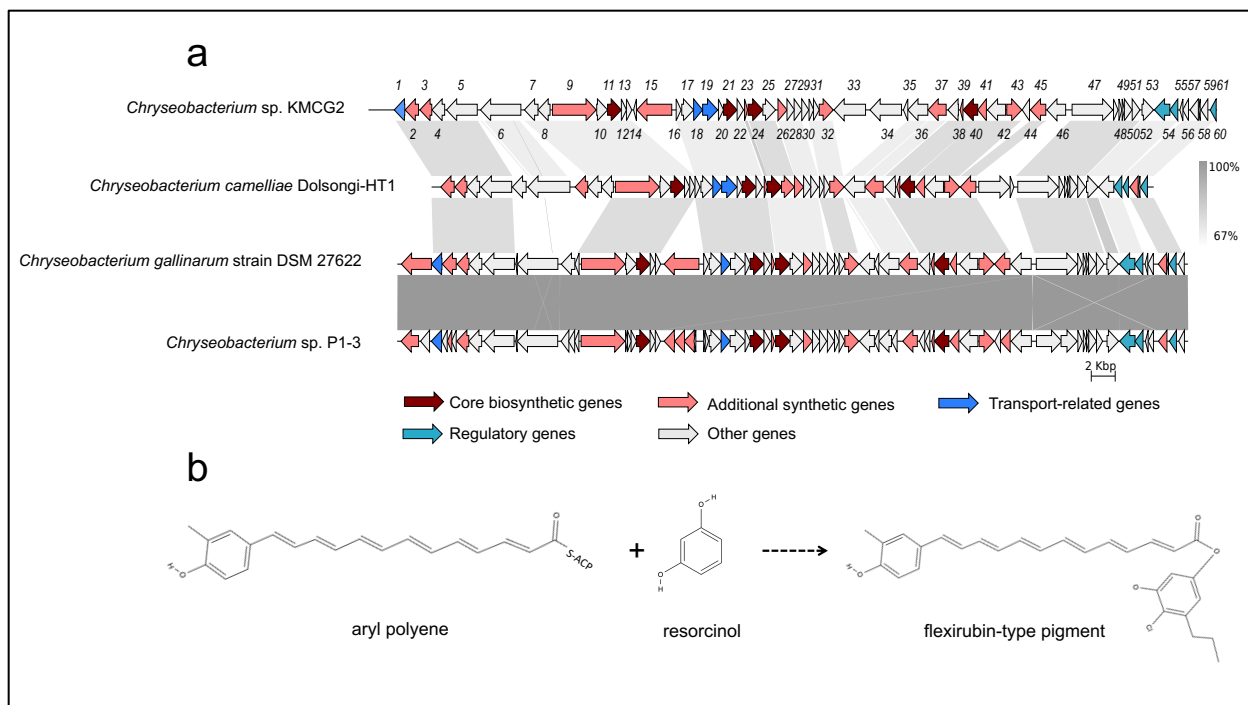 a
1 3 5 7 9 11 13 15 17 19 21 23 25 272931 33 35 37 39 41 43 45 47 4951 53 5557 5961
Chryseobacterium sp. KMCG2
2 4 6 8 10 1214 16 18 20 22 24 262830 32 34 36 38 40 42 44 46 485052 54 56 58 60
100%
Chryseobacterium camelliae Dolsongi-HT1
67%
Chryseobacterium gallinarum strain DSM 27622
Chryseobacterium sp. P1-3
2 Kbp
Core biosynthetic genes Additional synthetic genes Transport-related genes
Regulatory genes Other genes
b
O H
O
S-ACP
+
H-O
O
H
O
O
O
H-O
O
aryl polyene resorcinol flexirubin-type pigment